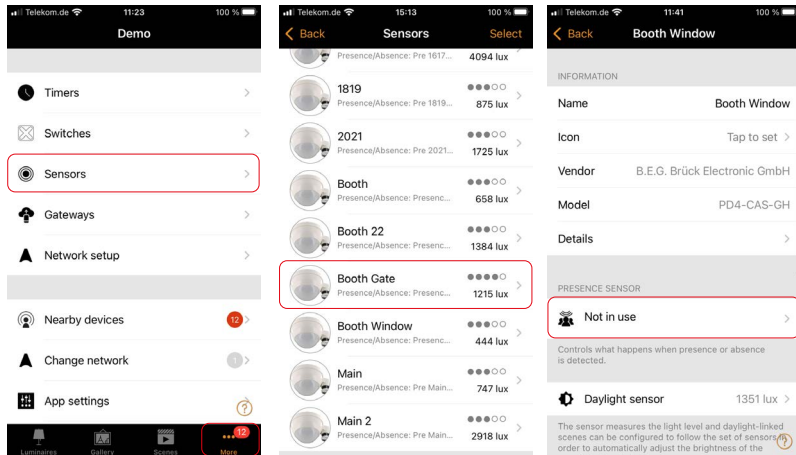 Telekom.de 11:23 100 %
Demo
Timers
Switches
Sensors
Gateways
Network setup
Nearby devices 12
Change network 1
App settings
?
Luminaires Gallery Scenes More 12
Telekom.de 15:13 100 %
Back Sensors Select
Presence/Absence: Pre 1617... 4094 lux
1819
Presence/Absence: Pre 1819... 875 lux
2021
Presence/Absence: Pre 2021... 1725 lux
Booth
Presence/Absence: Presenc... 658 lux
Booth 22
Presence/Absence: Presenc... 1384 lux
Booth Gate
Presence/Absence: Presenc... 1215 lux
Booth Window
Presence/Absence: Presenc... 444 lux
Main
Presence/Absence: Pre Main... 747 lux
Main 2
Presence/Absence: Pre Main... 2918 lux
Telekom.de 11:41 100 %
Back Booth Window
INFORMATION
Name Booth Window
Icon Tap to set
Vendor B.E.G. Brück Electronic GmbH
Model PD4-CAS-GH
Details
PRESENCE SENSOR
Not in use
Controls what happens when presence or absence
is detected.
Daylight sensor 1351 lux
The sensor measures the light level and daylight-linked
scenes can be configured to follow the set of sensors in
order to automatically adjust the brightness of the
?